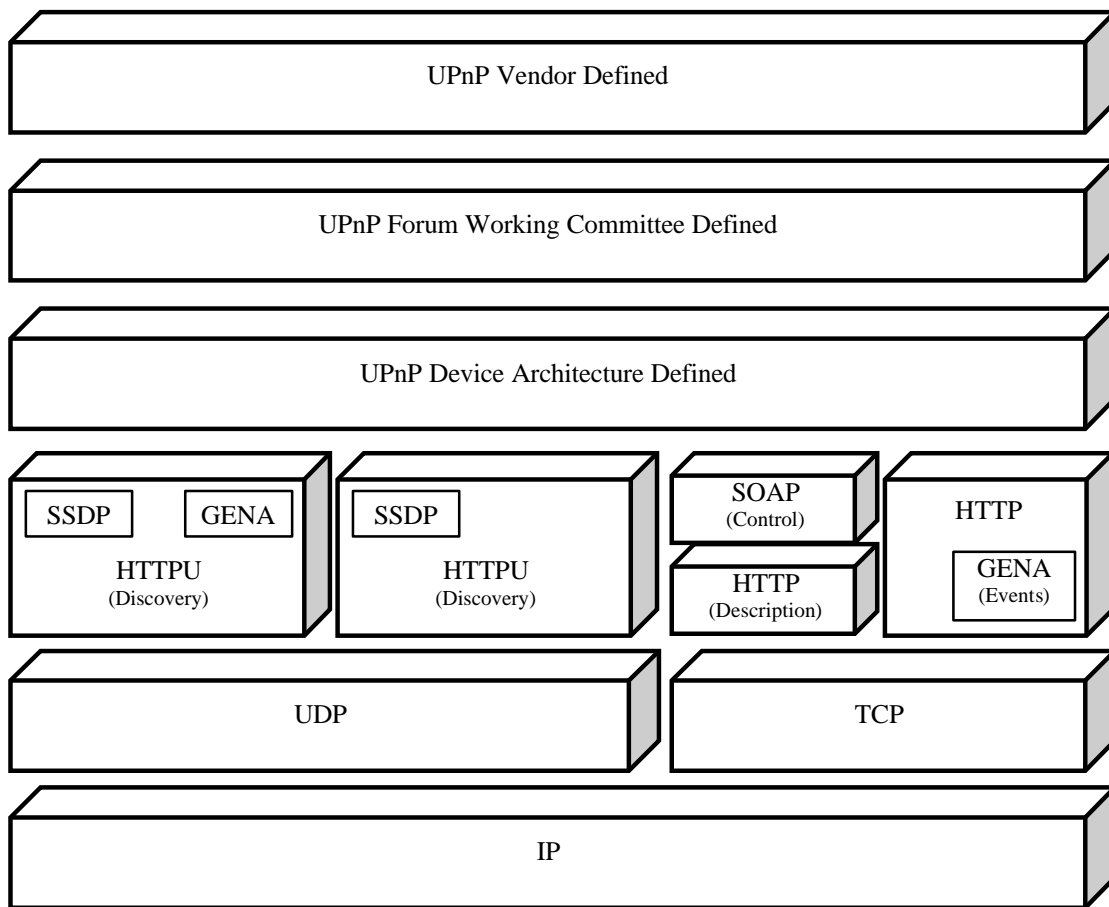 UPnP Vendor Defined
UPnP Forum Working Committee Defined
UPnP Device Architecture Defined
SSDP
GENA
HTTPU
(Discovery)
SSDP
HTTPU
(Discovery)
SOAP
(Control)
HTTP
(Description)
HTTP
GENA
(Events)
UDP
TCP
IP